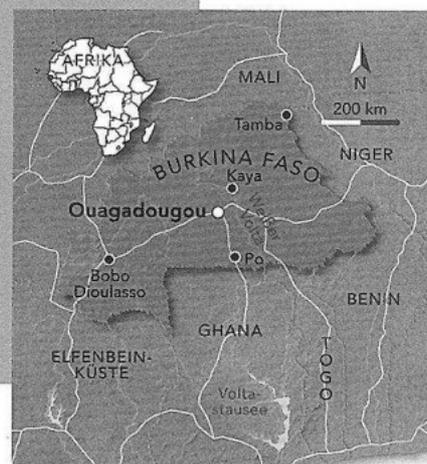 AFRIKA
MALI
N
200 km
Tamba
NIGER
BURKINA FASO
Kaya
Ouagadougou
Weißer
Volta
Bobo
Dioulasso
Po
BENIN
GHANA
ELFENBEIN-
KÜSTE
TOGO
Volta-
stausee